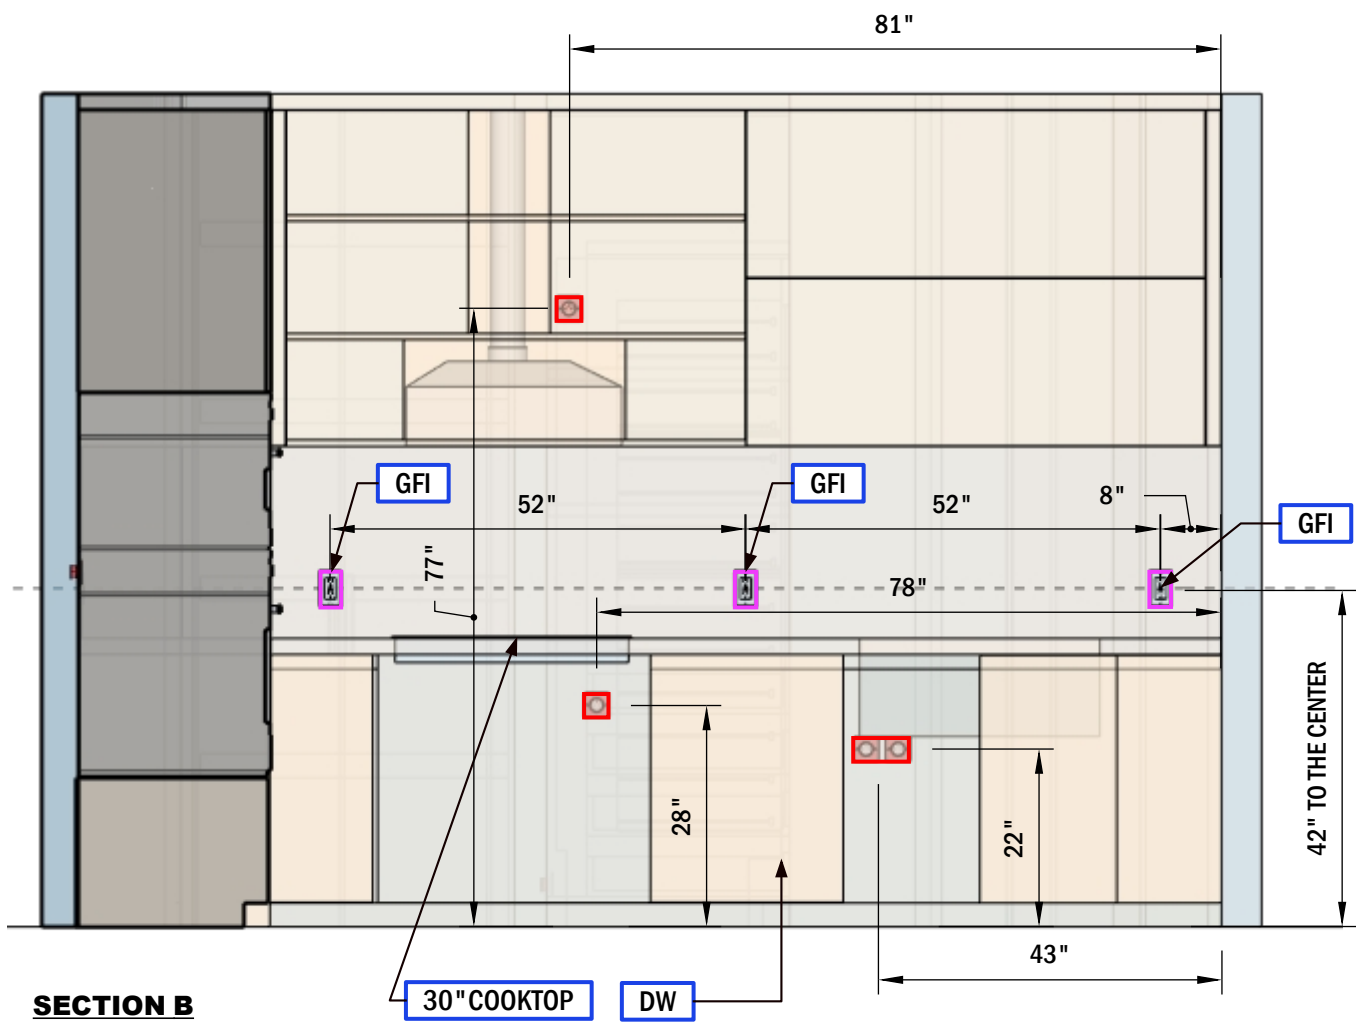 81"
GFI
GFI
52"
52"
8"
GFI
77"
78"
28"
22"
42" TO THE CENTER
43"
30" COOKTOP
DW
SECTION B